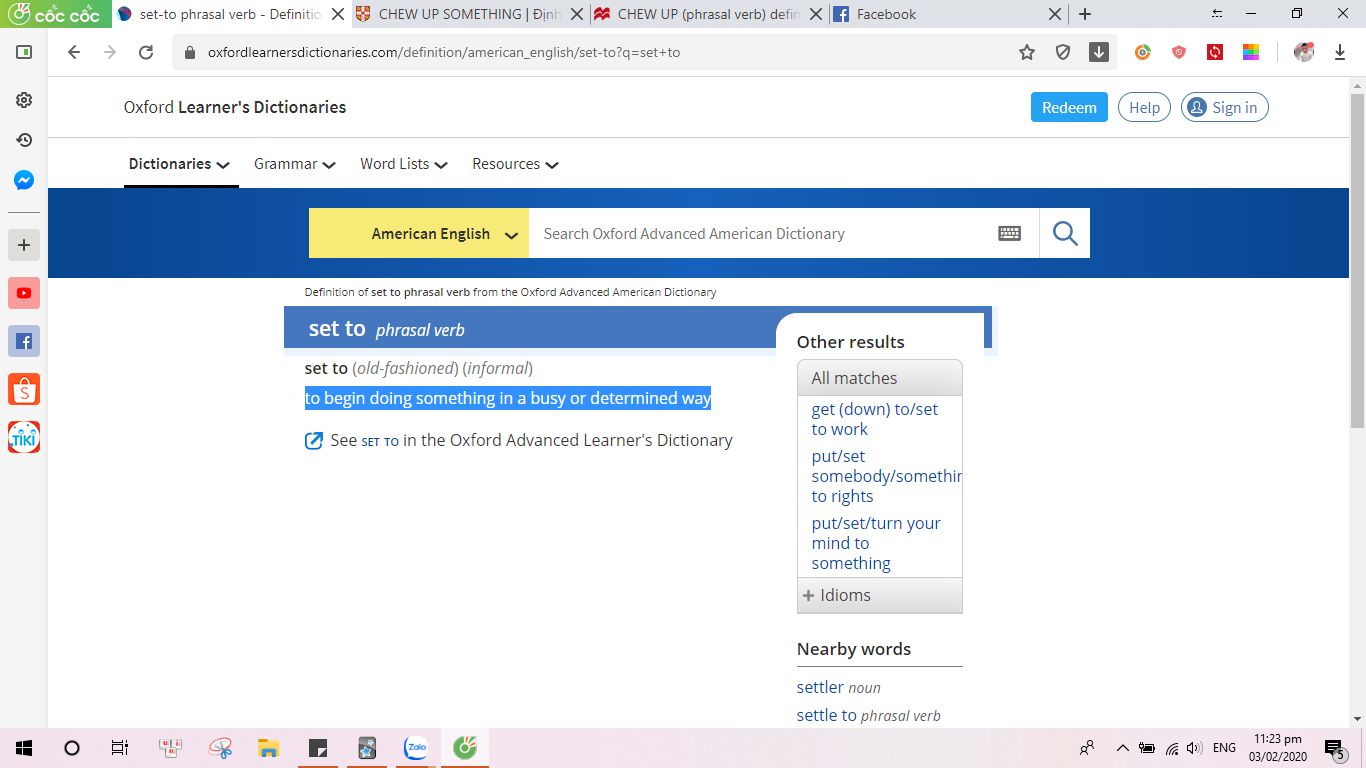 cốc cốc
set-to phrasal verb - Definitio
CHEW UP SOMETHING | Định
CHEW UP (phrasal verb) defin
Facebook
oxfordlearnersdictionaries.com/definition/american_english/set-to?q=set+to
Oxford Learner's Dictionaries
Redeem
Help
Sign in
Dictionaries
Grammar
Word Lists
Resources
American English
Search Oxford Advanced American Dictionary
Definition of set to phrasal verb from the Oxford Advanced American Dictionary
set to phrasal verb
set to (old-fashioned) (informal)
to begin doing something in a busy or determined way
See SET TO in the Oxford Advanced Learner's Dictionary
Other results
All matches
get (down) to/set
to work
put/set
somebody/somethin
to rights
put/set/turn your
mind to
something
+ Idioms
Nearby words
settler noun
settle to phrasal verb
S
TIKI
Zalo
ENG
11:23 pm
03/02/2020
5